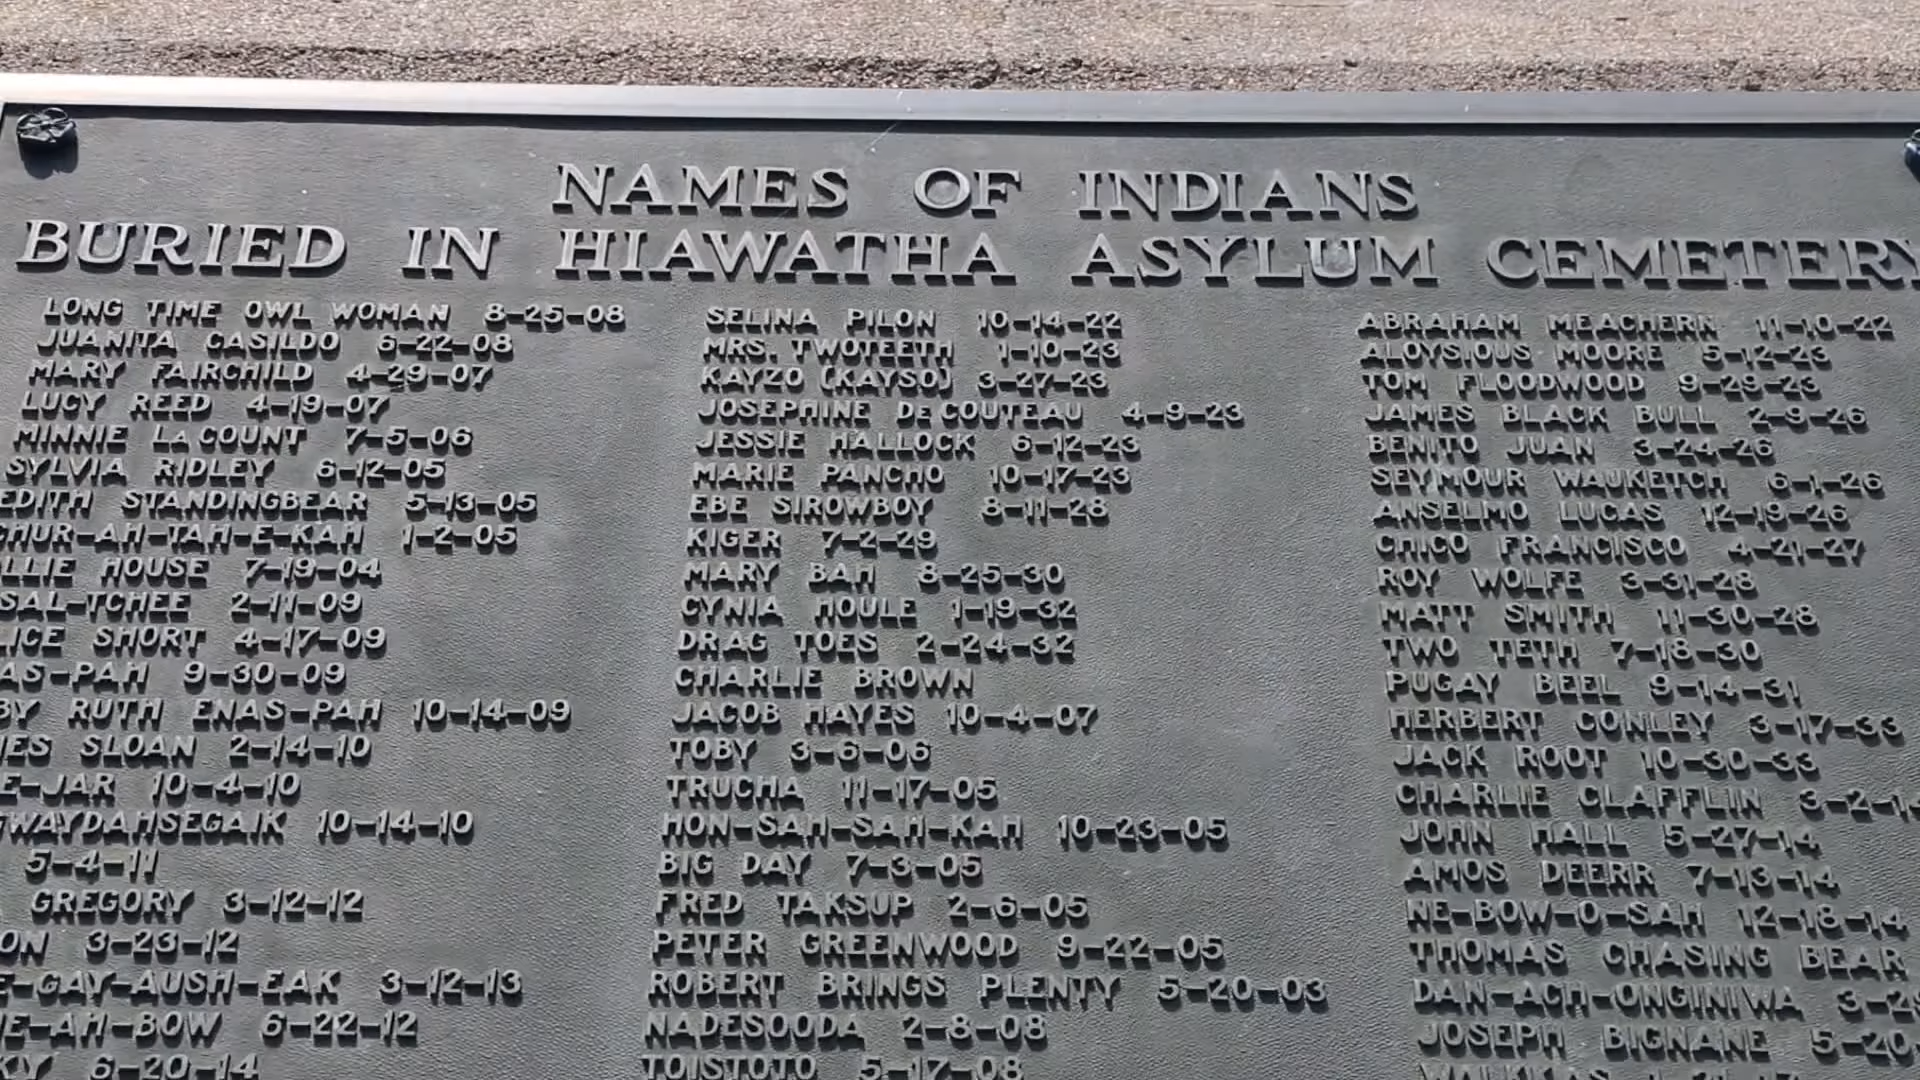 NAMES OF INDIANS
BURIED IN HIAWATHA ASYLUM CEMETERY
LONG TIME OWL WOMAN 8-25-08
JUANITA CASILDO 6-22-08
MARY FAIRCHILD 4-29-07
LUCY REED 4-19-07
MINNIE LaCOUNT 7-5-06
SYLVIA RIDLEY 6-12-05
EDITH STANDINGBEAR 5-13-05
CHUR-AH-TAH-E-KAH 1-2-05
LLIE HOUSE 7-19-04
SAL-TCHEE 2-11-09
LICE SHORT 4-17-09
AS-PAH 9-30-09
BY RUTH ENAS-PAH 10-14-09
ES SLOAN 2-14-10
E-JAR 10-4-10
GWAYDAHSEGAIK 10-14-10
5-4-11
GREGORY 3-12-12
ON 3-23-12
E-GAY-AUSH-EAK 3-12-13
E-AH-BOW 6-22-12
KY 6-20-14
SELINA PILON 10-14-22
MRS. TWOTEETH 1-10-23
KAYZO (KAYSO) 3-27-23
JOSEPHINE DeCOUTEAU 4-9-23
JESSIE HALLOCK 6-12-23
MARIE PANCHO 10-17-23
EBE SIROWBOY 8-11-28
KIGER 7-2-29
MARY BAH 8-25-30
CYNIA HOULE 1-19-32
DRAG TOES 2-24-32
CHARLIE BROWN
JACOB HAYES 10-4-07
TOBY 3-6-06
TRUCHA 11-17-05
HON-SAH-SAH-KAH 10-23-05
BIG DAY 7-3-05
FRED TAKSUP 2-6-05
PETER GREENWOOD 9-22-05
ROBERT BRINGS PLENTY 5-20-03
NADESOODA 2-8-08
TOISTOTO 5-17-08
ABRAHAM MEACHERN 11-10-22
ALOYSIOUS MOORE 5-12-23
TOM FLOODWOOD 9-29-23
JAMES BLACK BULL 2-9-26
BENITO JUAN 3-24-26
SEYMOUR WAUKETCH 6-1-26
ANSELMO LUCAS 12-19-26
CHICO FRANCISCO 4-21-27
ROY WOLFE 3-31-28
MATT SMITH 11-30-28
TWO TETH 7-18-30
PUGAY BEEL 9-14-31
HERBERT CONLEY 3-17-33
JACK ROOT 10-30-33
CHARLIE CLAFFLIN 3-2-14
JOHN HALL 5-27-14
AMOS DEERR 7-13-14
NE-BOW-O-SAH 12-18-14
THOMAS CHASING BEAR
DAN-ACH-ONGINIWA 3-2
JOSEPH BIGNANE 5-20